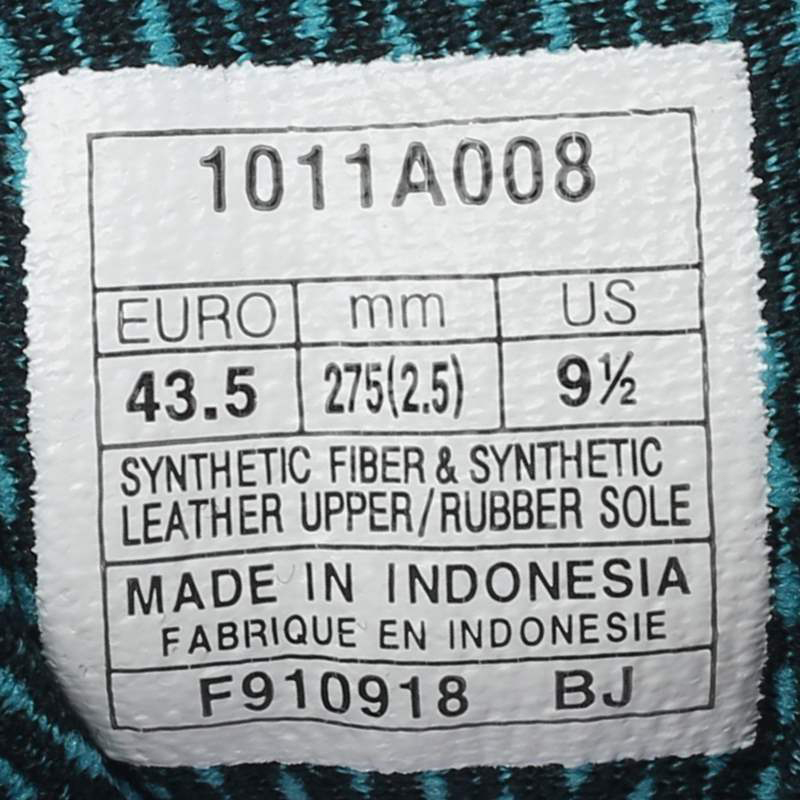 1011A008
EURO mm US
43.5 275(2.5) 9½
SYNTHETIC FIBER & SYNTHETIC
LEATHER UPPER/RUBBER SOLE
MADE IN INDONESIA
FABRIQUE EN INDONESIE
F910918 BJ